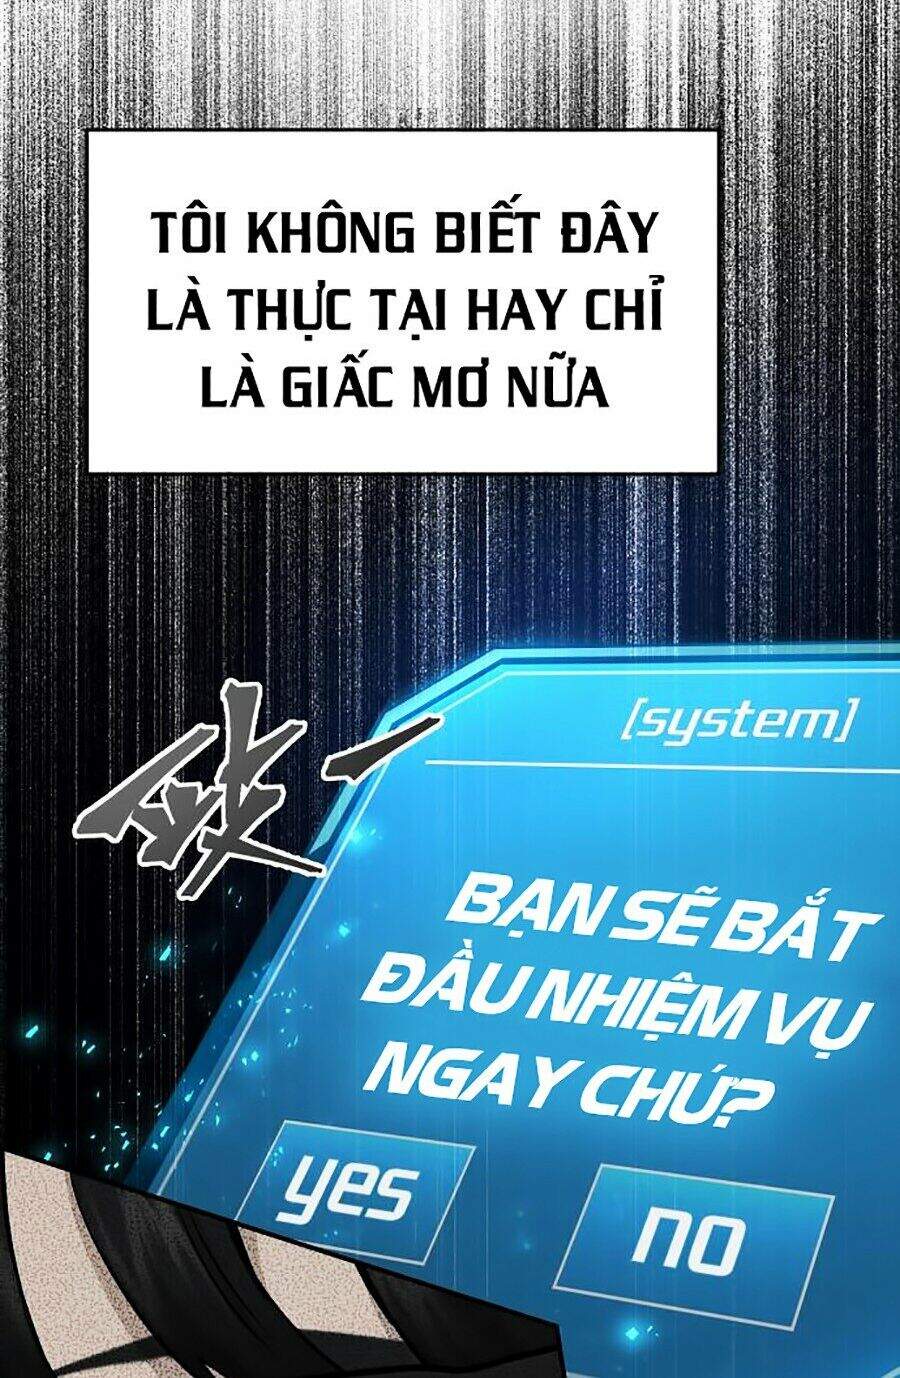 TÔI KHÔNG BIẾT ĐÂY
LÀ THỰC TẠI HAY CHỈ
LÀ GIẤC MƠ NỮA
[system]
BẠN SẼ BẮT
ĐẦU NHIỆM VỤ
NGAY CHỨ?
yes
no